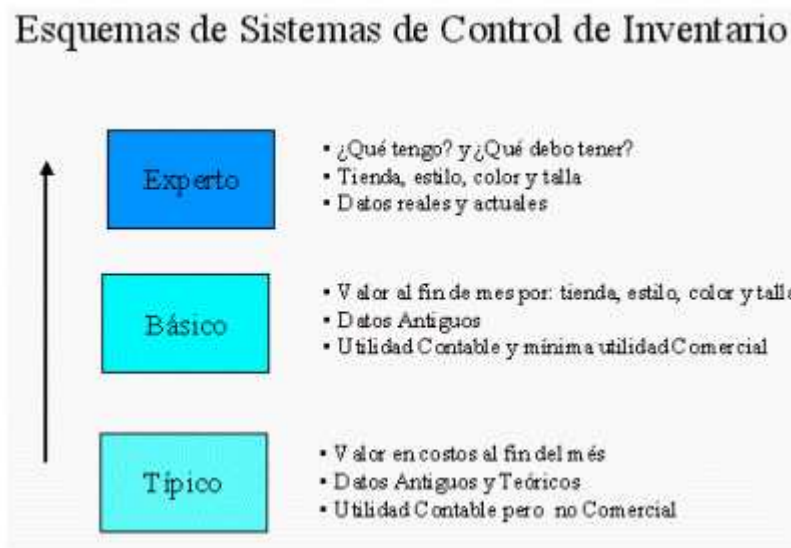 Esquemas de Sistemas de Control de Inventario
Experto
▪ ¿Qué tengo? y ¿Qué debo tener?
▪ Tienda, estilo, color y talla
▪ Datos reales y actuales
Básico
▪ Valor al fin de mes por: tienda, estilo, color y talla
▪ Datos Antiguos
▪ Utilidad Contable y mínima utilidad Comercial
Típico
▪ Valor en costos al fin del més
▪ Datos Antiguos y Teóricos
▪ Utilidad Contable pero no Comercial